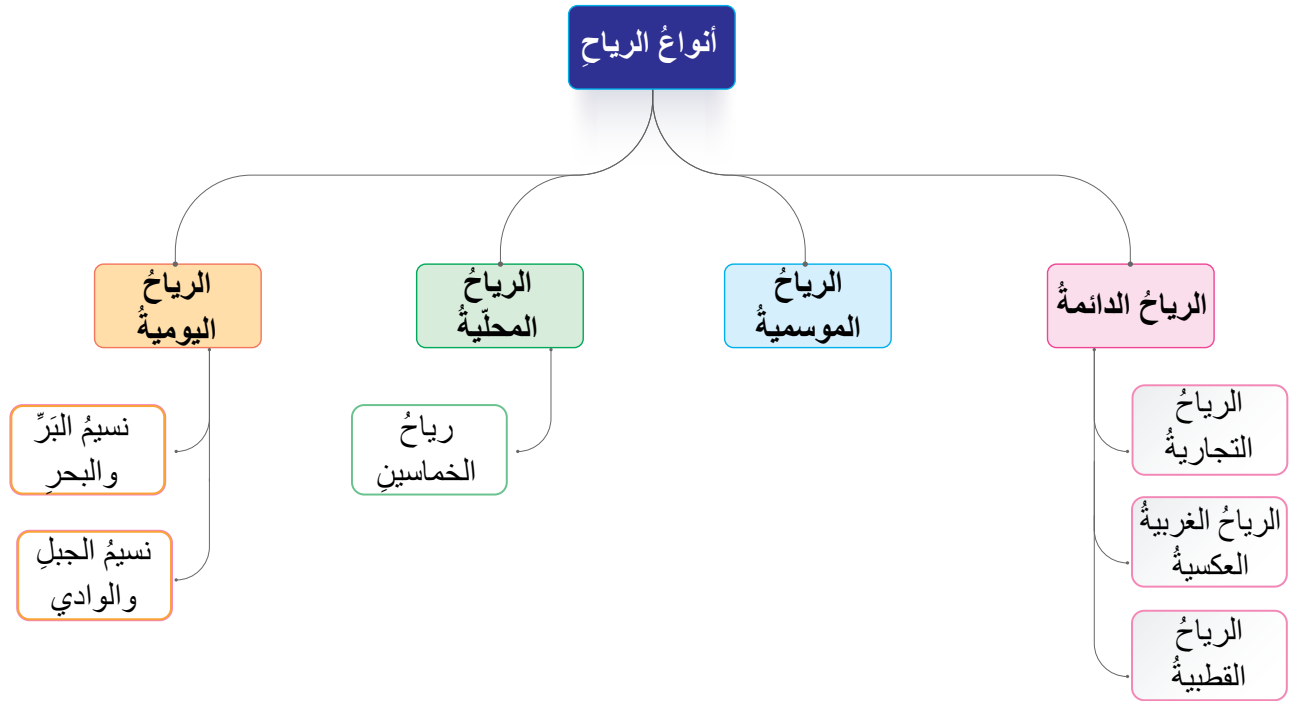 أنواعُ الرياحِ
الرياحُ الدائمةُ
الرياحُ
الموسميةُ
الرياحُ
المحلّيةُ
الرياحُ
اليوميةُ
الرياحُ
التجاريةُ
الرياحُ الغربيةُ
العكسيةُ
الرياحُ
القطبيةُ
رياحُ
الخماسينِ
نسيمُ البَرِّ
والبحرِ
نسيمُ الجبلِ
والوادي